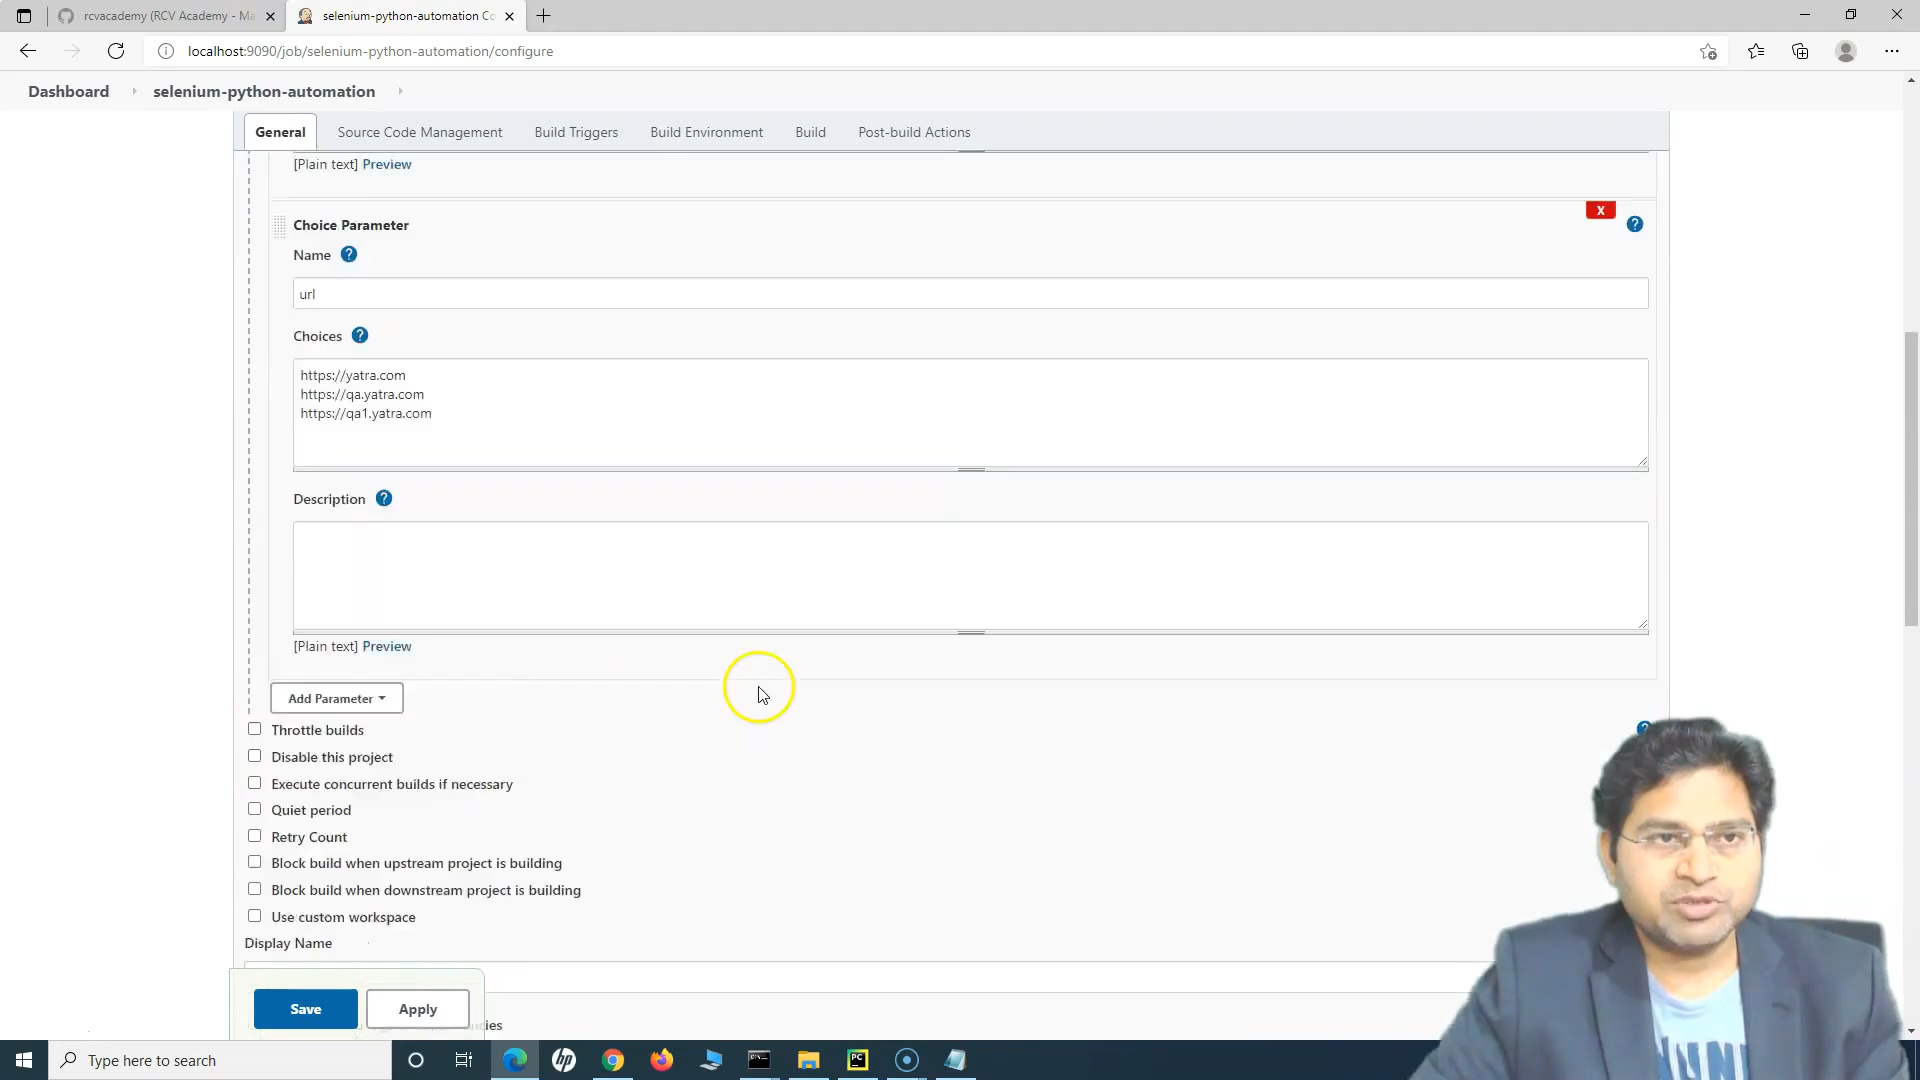 rcvacademy (RCV Academy - Ma
selenium-python-automation Co
localhost:9090/job/selenium-python-automation/configure
Dashboard
selenium-python-automation
General
Source Code Management
Build Triggers
Build Environment
Build
Post-build Actions
[Plain text] Preview
Choice Parameter
X
?
Name ?
url
Choices ?
https://yatra.com
https://qa.yatra.com
https://qa1.yatra.com
Description ?
[Plain text] Preview
Add Parameter
Throttle builds
Disable this project
Execute concurrent builds if necessary
Quiet period
Retry Count
Block build when upstream project is building
Block build when downstream project is building
Use custom workspace
Display Name
Save
Apply
ies
Type here to search
hp
PC